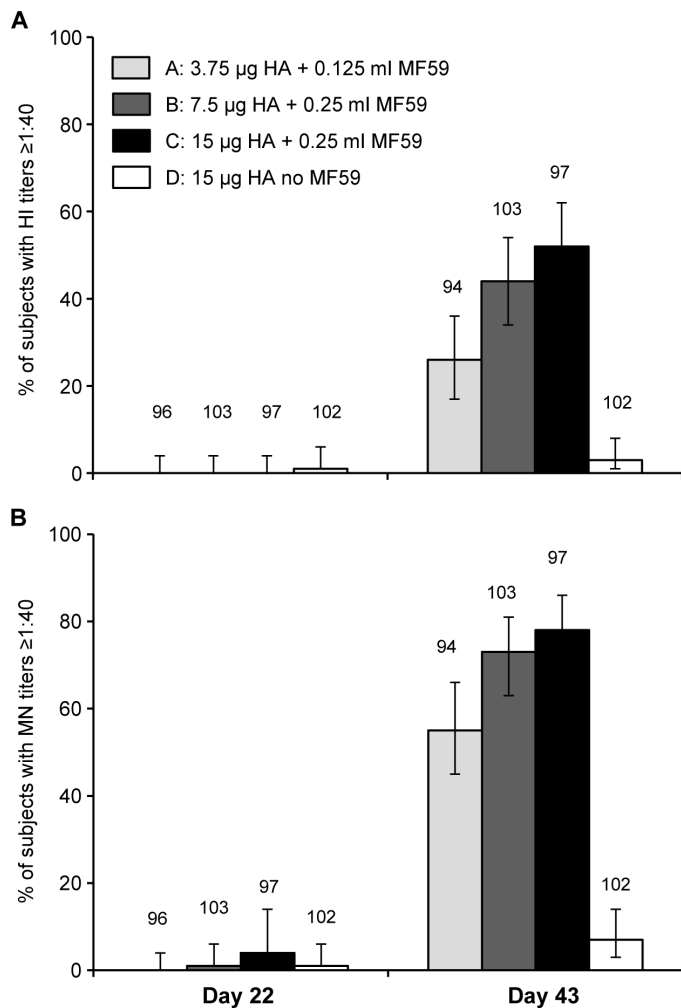 A
% of subjects with HI titers ≥1:40
100
80
60
40
20
0
A: 3.75 µg HA + 0.125 ml MF59
B: 7.5 µg HA + 0.25 ml MF59
C: 15 µg HA + 0.25 ml MF59
D: 15 µg HA no MF59
96
103
97
102
94
103
97
102
B
% of subjects with MN titers ≥1:40
100
80
60
40
20
0
96
103
97
102
94
103
97
102
Day 22
Day 43